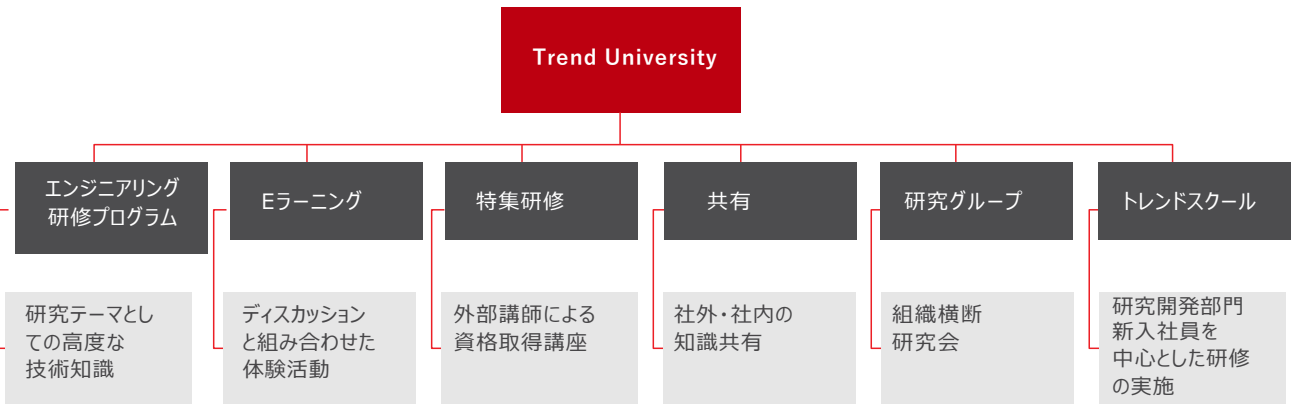 Trend University
エンジニアリング
研修プログラム
Eラーニング
特集研修
共有
研究グループ
トレンドスクール
研究テーマとし
ての高度な
技術知識
ディスカッション
と組み合わせた
体験活動
外部講師による
資格取得講座
社外・社内の
知識共有
組織横断
研究会
研究開発部門
新入社員を
中心とした研修
の実施